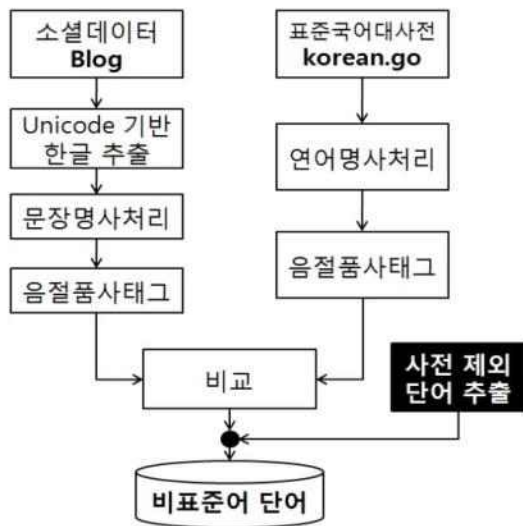 소셜데이터
Blog
Unicode 기반
한글 추출
문장명사처리
음절품사태그
표준국어대사전
korean.go
연어명사처리
음절품사태그
비교
사전 제외
단어 추출
비표준어 단어